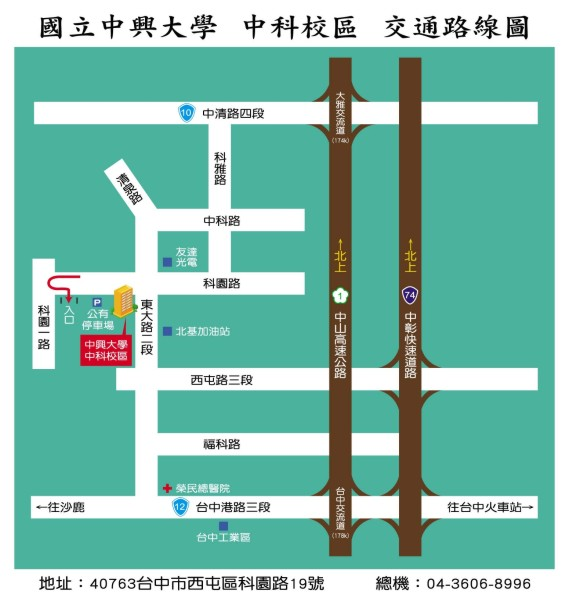 國立中興大學 中科校區 交通路線圖
10 中清路四段
大雅交流道
(174k)
科雅路
清泉路
中科路
友達
光電
科園路
←北上
←北上
1
74
中山高速公路
中彰快速道路
科園一路
入口
P
公有
停車場
中興大學
中科校區
東大路二段
北基加油站
西屯路三段
福科路
榮民總醫院
←往沙鹿
12 台中港路三段
台中交流道
(178k)
往台中火車站→
台中工業區
地址:40763台中市西屯區科園路19號 總機:04-3606-8996